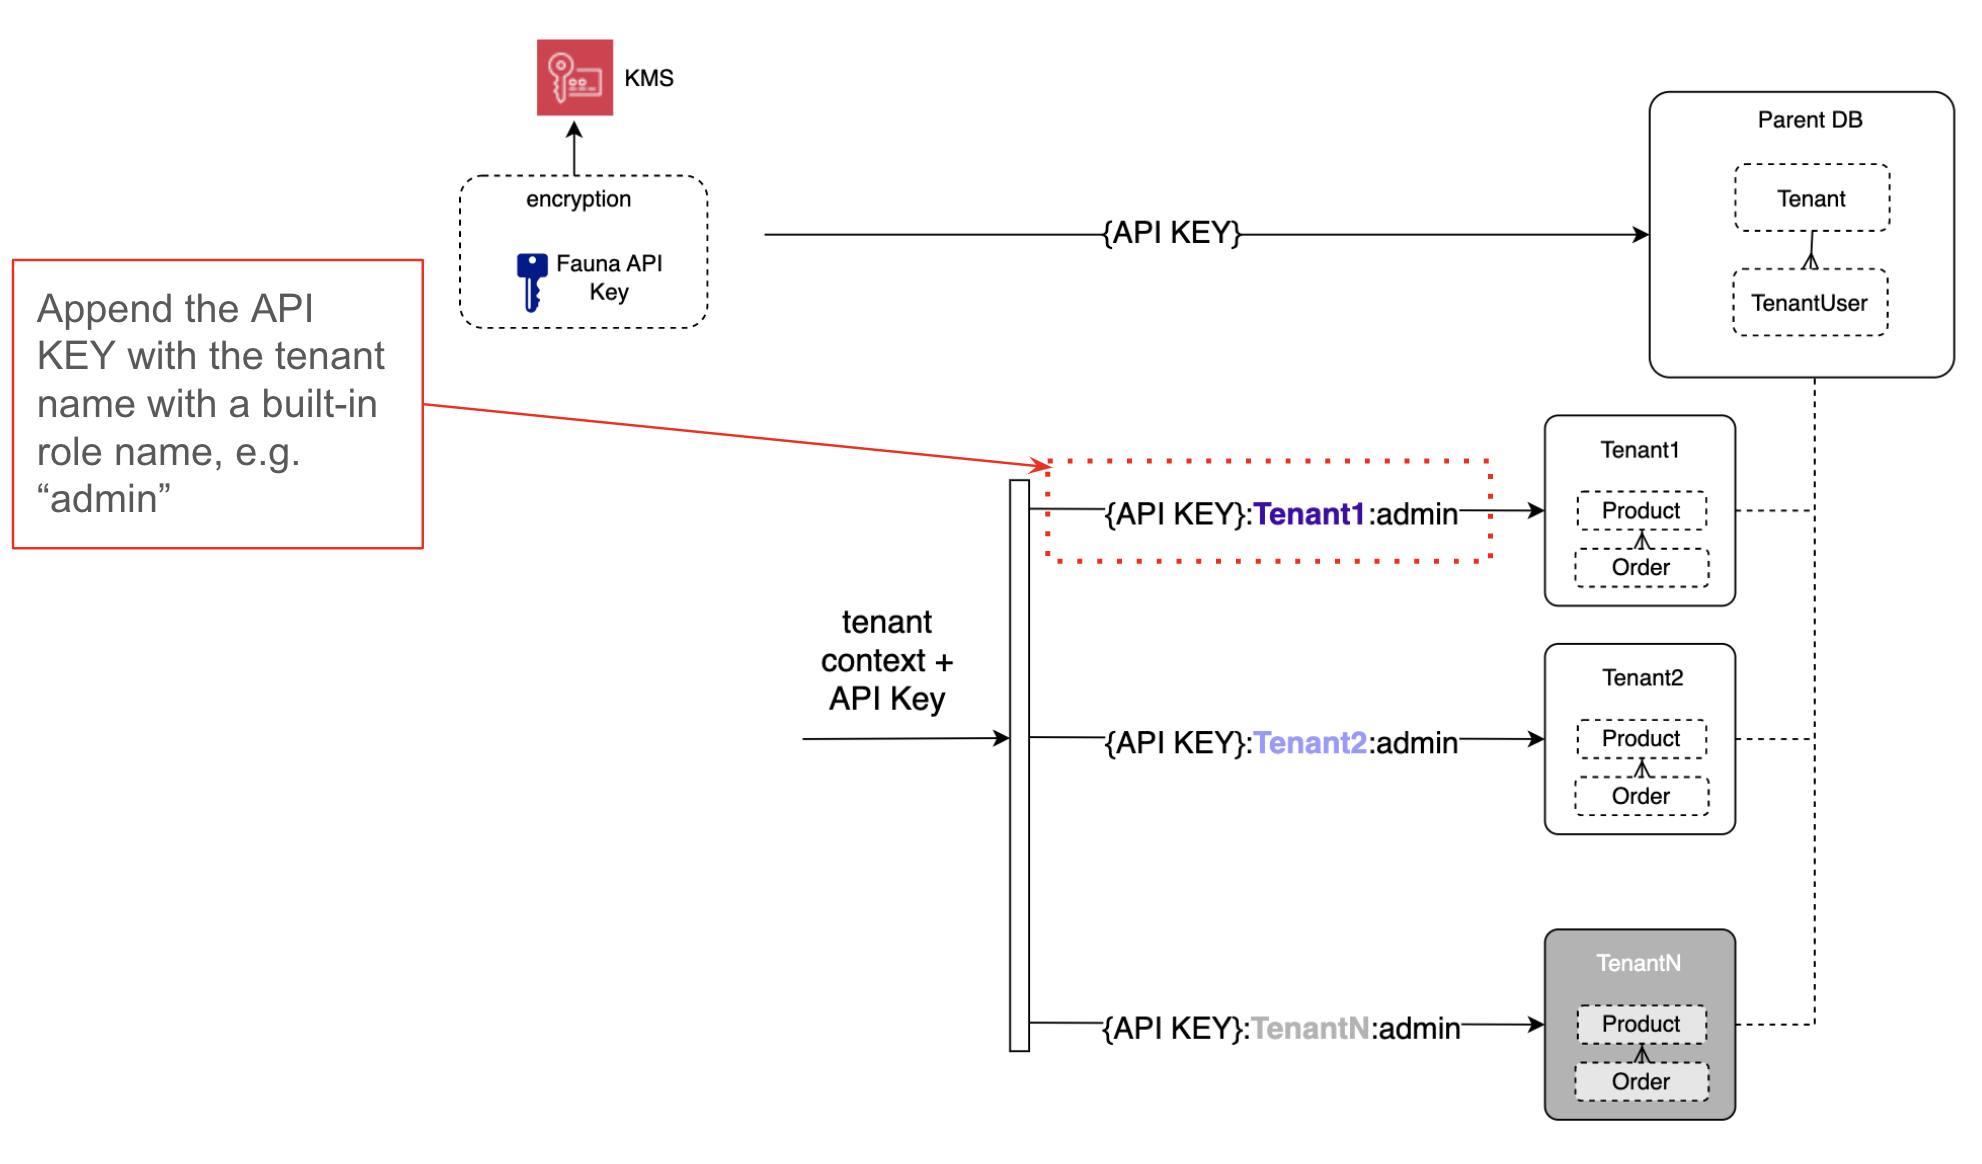 KMS
encryption
Fauna API
Key
{API KEY}
Parent DB
Tenant
TenantUser
Append the API
KEY with the tenant
name with a built-in
role name, e.g.
“admin”
tenant
context +
API Key
{API KEY}:Tenant1:admin
Tenant1
Product
Order
{API KEY}:Tenant2:admin
Tenant2
Product
Order
{API KEY}:TenantN:admin
TenantN
Product
Order